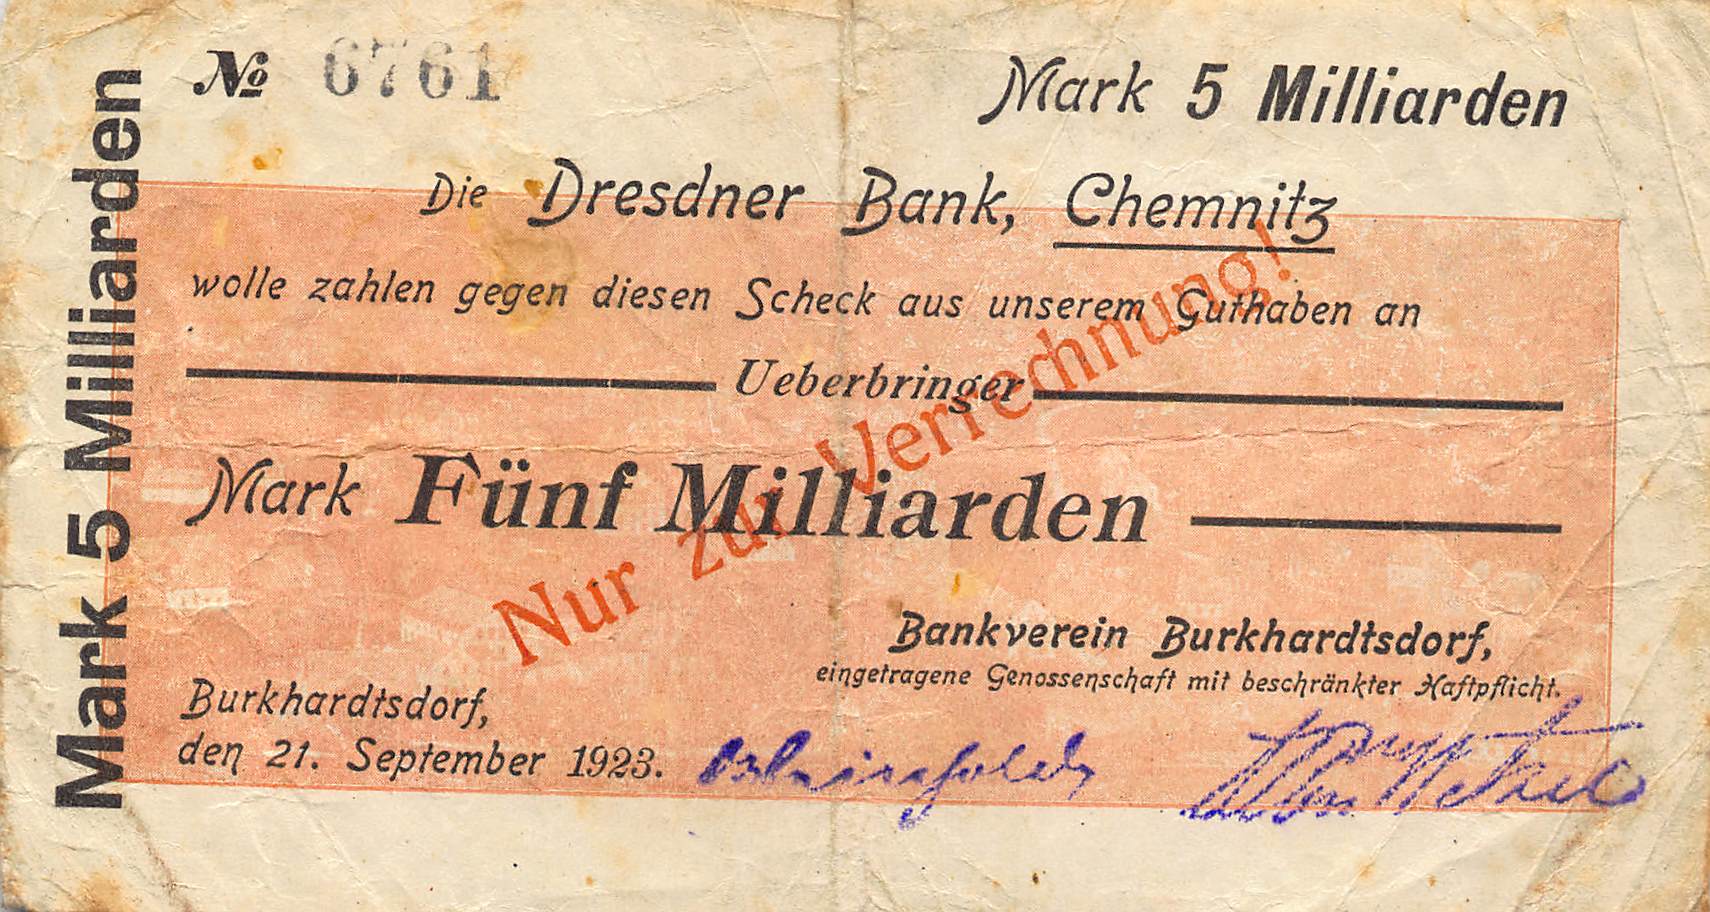 № 6761
Mark 5 Milliarden
Mark 5 Milliarden
Die Dresdner Bank, Chemnitz
wolle zahlen gegen diesen Scheck aus unserem Guthaben an
Ueberbringer
Mark Fünf Milliarden
Nur zur Verrechnung!
Bankverein Burkhardtsdorf,
eingetragene Genossenschaft mit beschränkter Haftpflicht.
Burkhardtsdorf,
den 21. September 1923.